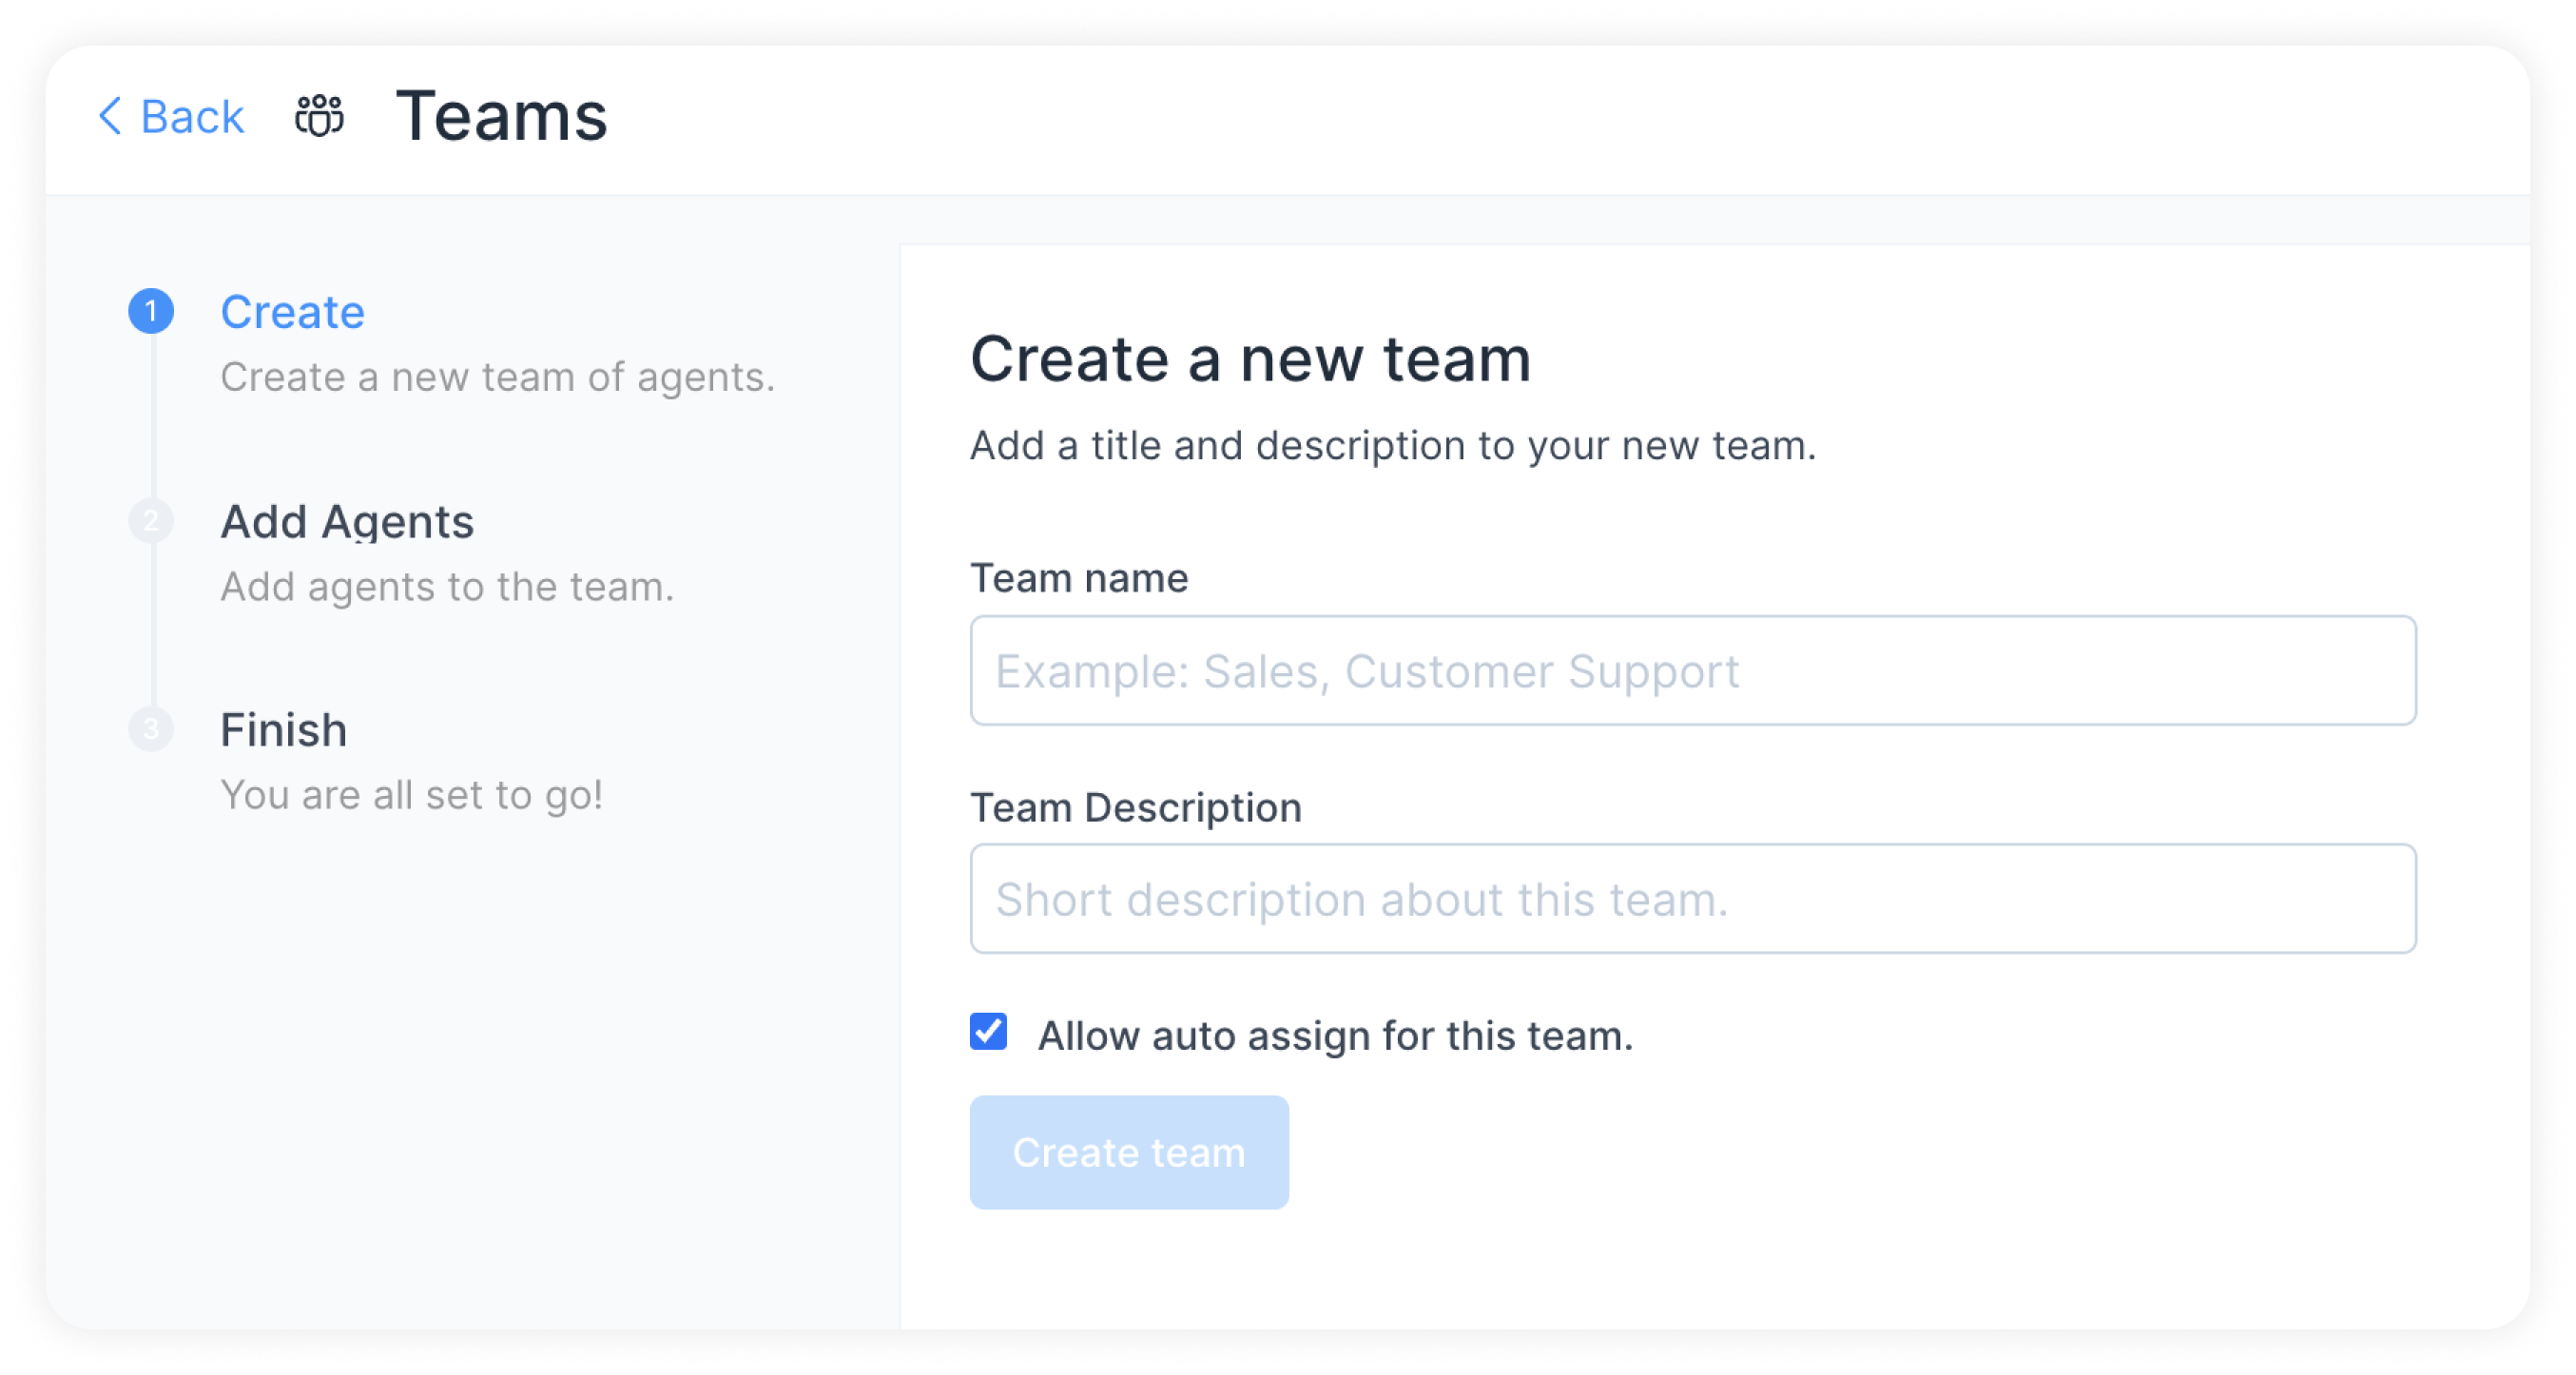 Back
Teams
1
Create
Create a new team of agents.
2
Add Agents
Add agents to the team.
3
Finish
You are all set to go!
Create a new team
Add a title and description to your new team.
Team name
Example: Sales, Customer Support
Team Description
Short description about this team.
Allow auto assign for this team.
Create team